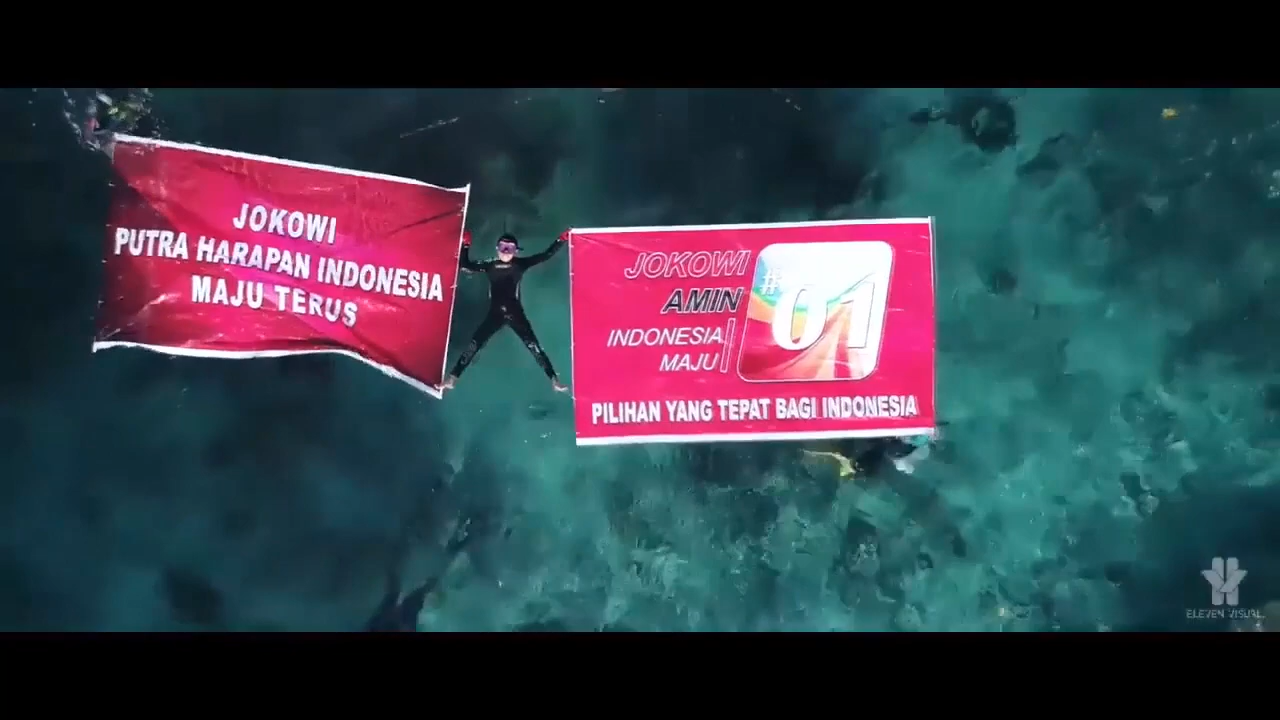 JOKOWI
PUTRA HARAPAN INDONESIA
MAJU TERUS
JOKOWI
AMIN
INDONESIA
MAJU
#01
PILIHAN YANG TEPAT BAGI INDONESIA
ELEVEN VISUAL